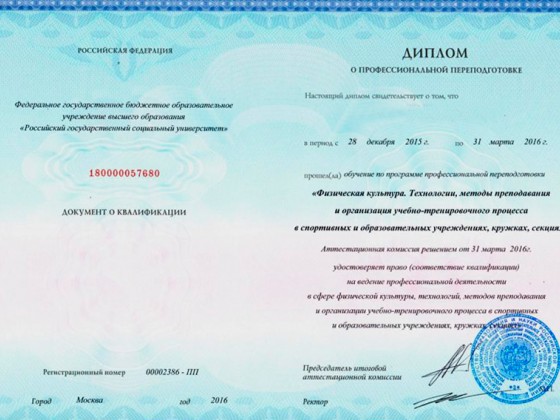 РОССИЙСКАЯ ФЕДЕРАЦИЯ
Федеральное государственное бюджетное образовательное
учреждение высшего образования
«Российский государственный социальный университет»
180000057680
ДОКУМЕНТ О КВАЛИФИКАЦИИ
Регистрационный номер 00002386 - ПП
Город Москва год 2016
ДИПЛОМ
О ПРОФЕССИОНАЛЬНОЙ ПЕРЕПОДГОТОВКЕ
Настоящий диплом свидетельствует о том, что
в период с 28 декабря 2015 г. по 31 марта 2016 г.
прошел(ла) обучение по программе профессиональной переподготовки
«Физическая культура. Технологии, методы преподавания
и организация учебно-тренировочного процесса
в спортивных и образовательных учреждениях, кружках, секция
Аттестационная комиссия решением от 31 марта 2016г.
удостоверяет право (соответствие квалификации)
на ведение профессиональной деятельности
в сфере физической культуры, технологий, методов преподавания
и организации учебно-тренировочного процесса в спортивных
и образовательных учреждениях, кружках, секциях
Председатель итоговой
аттестационной комиссии
Ректор